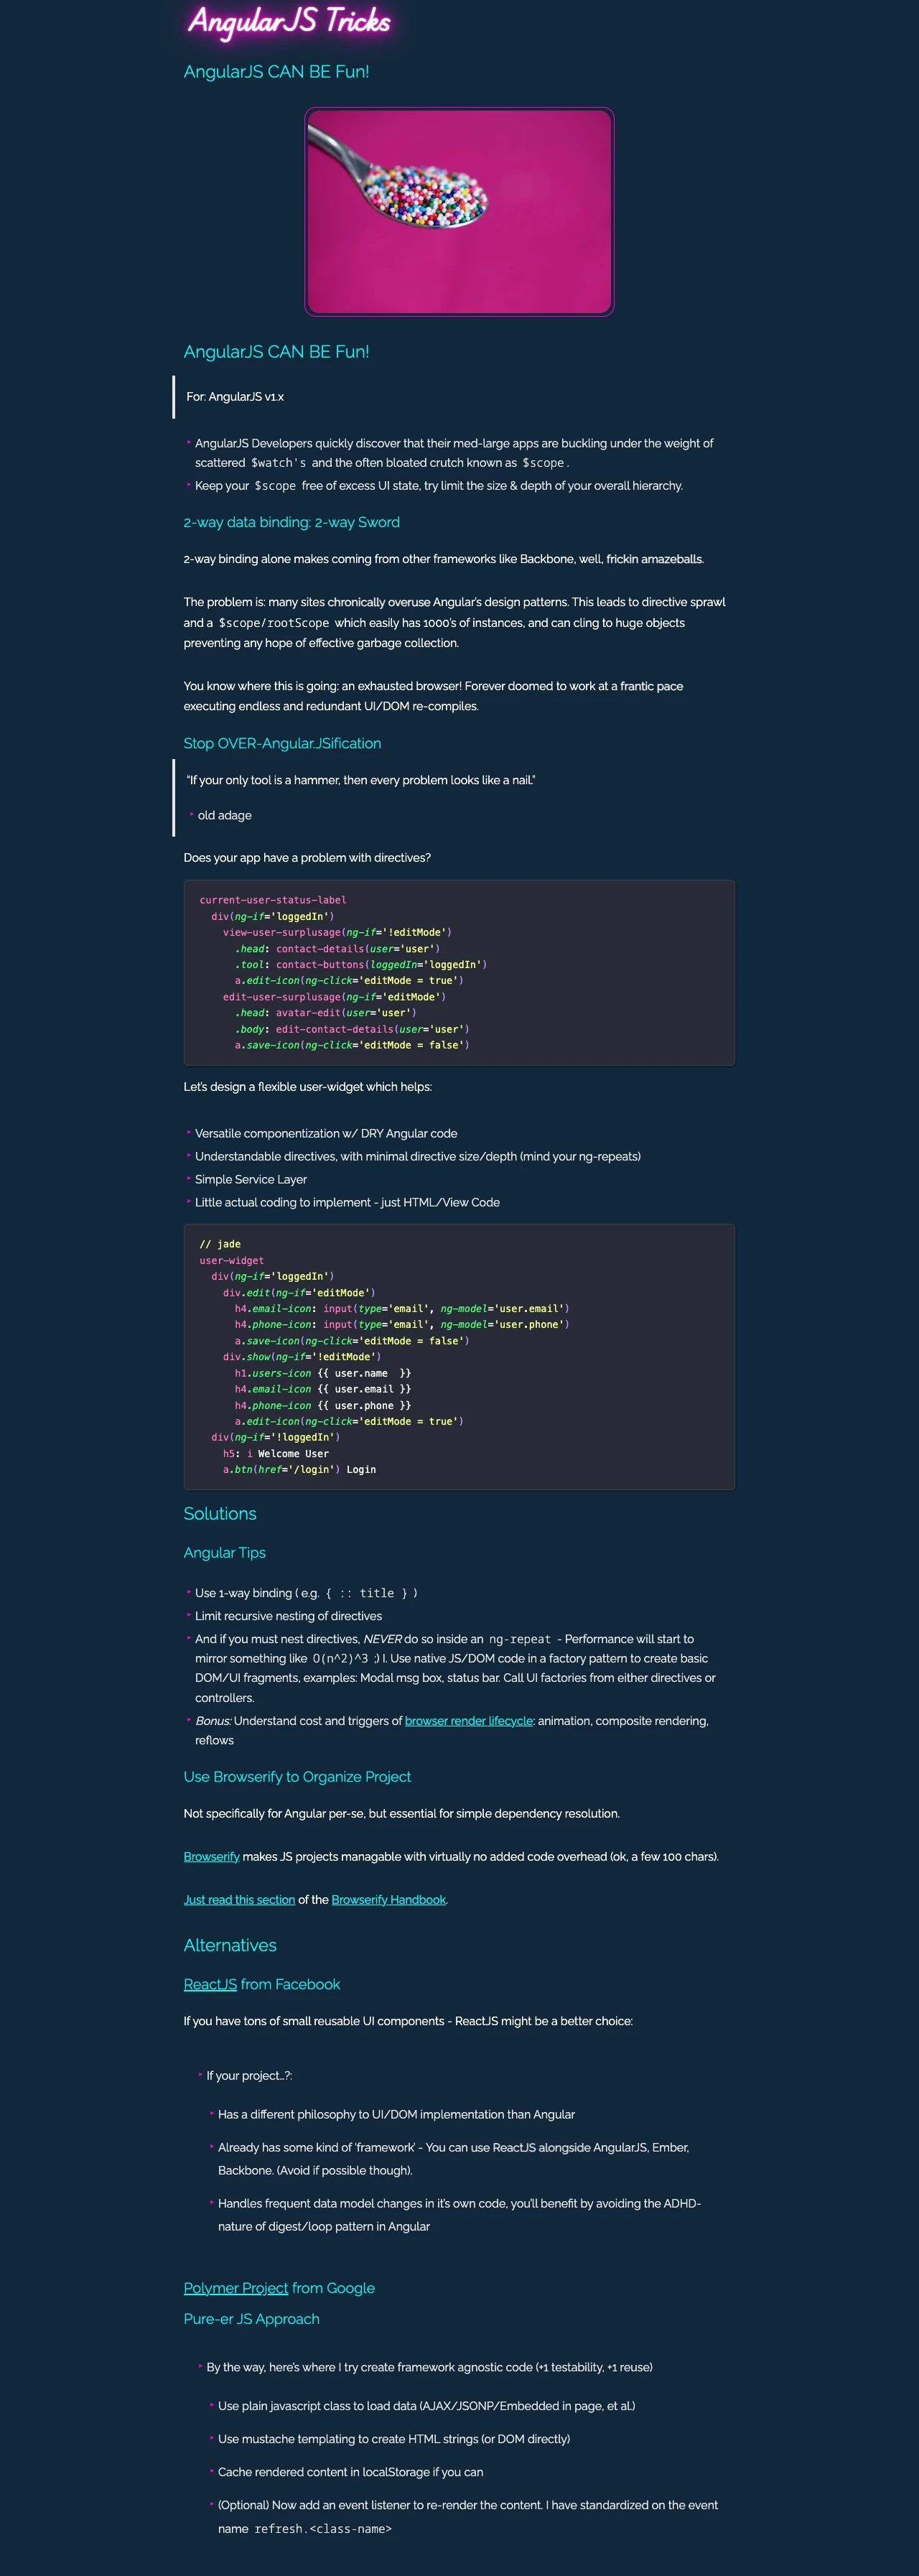 AngularJS Tricks
AngularJS CAN BE Fun!
AngularJS CAN BE Fun!
For: AngularJS v1.x
‣ AngularJS Developers quickly discover that their med-large apps are buckling under the weight of
scattered $watch's and the often bloated crutch known as $scope.
‣ Keep your $scope free of excess UI state, try limit the size & depth of your overall hierarchy.
2-way data binding: 2-way Sword
2-way binding alone makes coming from other frameworks like Backbone, well, frickin amazeballs.
The problem is: many sites chronically overuse Angular's design patterns. This leads to directive sprawl
and a $scope/rootScope which easily has 1000's of instances, and can cling to huge objects
preventing any hope of effective garbage collection.
You know where this is going: an exhausted browser! Forever doomed to work at a frantic pace
executing endless and redundant UI/DOM re-compiles.
Stop OVER-Angular.JSification
“If your only tool is a hammer, then every problem looks like a nail.”
‣ old adage
Does your app have a problem with directives?
current-user-status-label
  div(ng-if='loggedIn')
    view-user-surplusage(ng-if='!editMode')
      .head: contact-details(user='user')
      .tool: contact-buttons(loggedIn='loggedIn')
      a.edit-icon(ng-click='editMode = true')
    edit-user-surplusage(ng-if='editMode')
      .head: avatar-edit(user='user')
      .body: edit-contact-details(user='user')
      a.save-icon(ng-click='editMode = false')
Let's design a flexible user-widget which helps:
‣ Versatile componentization w/ DRY Angular code
‣ Understandable directives, with minimal directive size/depth (mind your ng-repeats)
‣ Simple Service Layer
‣ Little actual coding to implement - just HTML/View Code
// jade
user-widget
  div(ng-if='loggedIn')
    div.edit(ng-if='editMode')
      h4.email-icon: input(type='email', ng-model='user.email')
      h4.phone-icon: input(type='email', ng-model='user.phone')
      a.save-icon(ng-click='editMode = false')
    div.show(ng-if='!editMode')
      h1.users-icon {{ user.name  }}
      h4.email-icon {{ user.email }}
      h4.phone-icon {{ user.phone }}
      a.edit-icon(ng-click='editMode = true')
  div(ng-if='!loggedIn')
    h5: i Welcome User
    a.btn(href='/login') Login
Solutions
Angular Tips
‣ Use 1-way binding ( e.g. { :: title } )
‣ Limit recursive nesting of directives
‣ And if you must nest directives, NEVER do so inside an ng-repeat - Performance will start to
mirror something like O(n^2)^3 ;) l. Use native JS/DOM code in a factory pattern to create basic
DOM/UI fragments, examples: Modal msg box, status bar. Call UI factories from either directives or
controllers.
‣ Bonus: Understand cost and triggers of browser render lifecycle: animation, composite rendering,
reflows
Use Browserify to Organize Project
Not specifically for Angular per-se, but essential for simple dependency resolution.
Browserify makes JS projects managable with virtually no added code overhead (ok, a few 100 chars).
Just read this section of the Browserify Handbook.
Alternatives
ReactJS from Facebook
If you have tons of small reusable UI components - ReactJS might be a better choice:
‣ If your project…?:
‣ Has a different philosophy to UI/DOM implementation than Angular
‣ Already has some kind of 'framework' - You can use ReactJS alongside AngularJS, Ember,
Backbone. (Avoid if possible though).
‣ Handles frequent data model changes in it's own code, you'll benefit by avoiding the ADHD-
nature of digest/loop pattern in Angular
Polymer Project from Google
Pure-er JS Approach
‣ By the way, here's where I try create framework agnostic code (+1 testability, +1 reuse)
‣ Use plain javascript class to load data (AJAX/JSONP/Embedded in page, et al.)
‣ Use mustache templating to create HTML strings (or DOM directly)
‣ Cache rendered content in localStorage if you can
‣ (Optional) Now add an event listener to re-render the content. I have standardized on the event
name refresh.<class-name>